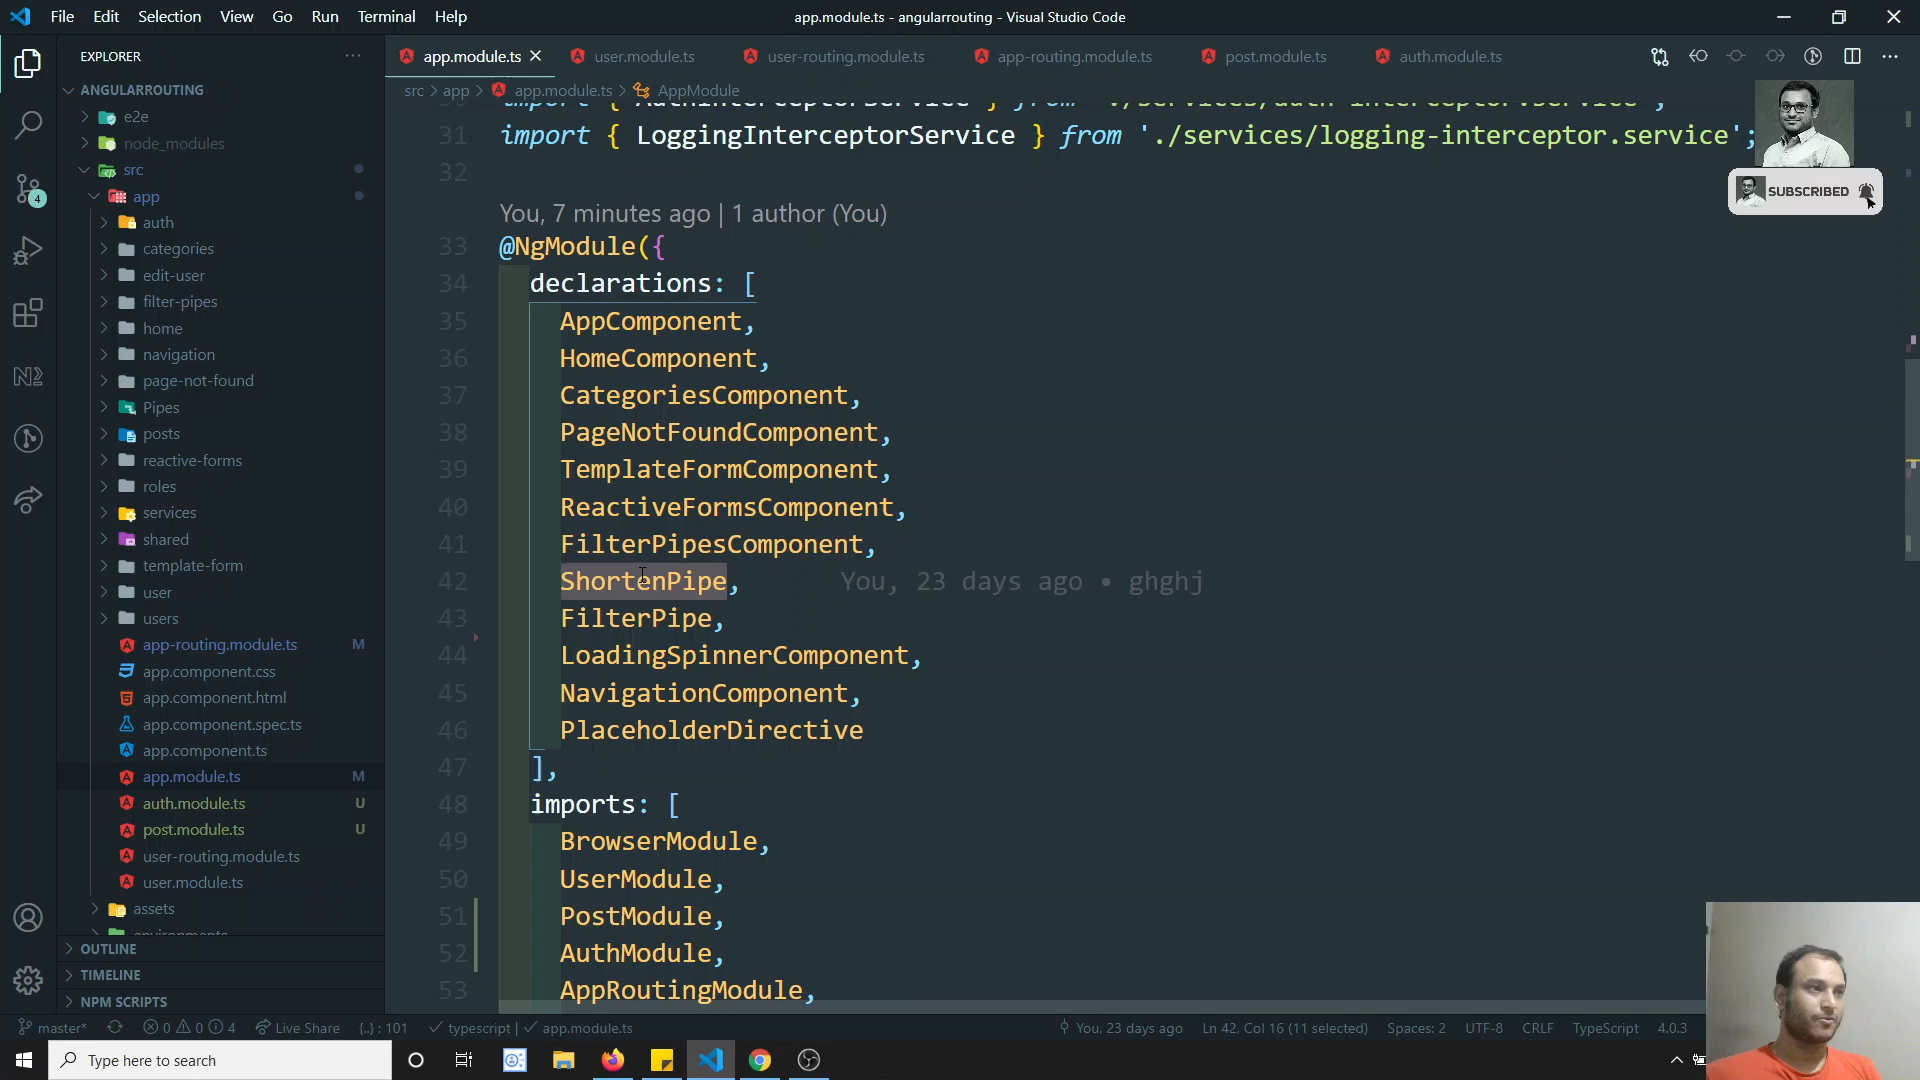 File Edit Selection View Go Run Terminal Help
app.module.ts - angularrouting - Visual Studio Code
EXPLORER
app.module.ts
user.module.ts
user-routing.module.ts
app-routing.module.ts
post.module.ts
auth.module.ts
src > app > app.module.ts > AppModule
ANGULARROUTING
e2e
node_modules
src
app
auth
categories
edit-user
filter-pipes
home
navigation
page-not-found
Pipes
posts
reactive-forms
roles
services
shared
template-form
user
users
app-routing.module.ts M
app.component.css
app.component.html
app.component.spec.ts
app.component.ts
app.module.ts M
auth.module.ts U
post.module.ts U
user-routing.module.ts
user.module.ts
assets
OUTLINE
TIMELINE
NPM SCRIPTS
4
31 import { LoggingInterceptorService } from './services/logging-interceptor.service';
32
You, 7 minutes ago | 1 author (You)
33 @NgModule({
34 declarations: [
35 AppComponent,
36 HomeComponent,
37 CategoriesComponent,
38 PageNotFoundComponent,
39 TemplateFormComponent,
40 ReactiveFormsComponent,
41 FilterPipesComponent,
42 ShortenPipe, You, 23 days ago • ghghj
43 FilterPipe,
44 LoadingSpinnerComponent,
45 NavigationComponent,
46 PlaceholderDirective
47 ],
48 imports: [
49 BrowserModule,
50 UserModule,
51 PostModule,
52 AuthModule,
53 AppRoutingModule,
SUBSCRIBED
master* 0 0 4 Live Share {..} : 101 typescript | app.module.ts You, 23 days ago Ln 42, Col 16 (11 selected) Spaces: 2 UTF-8 CRLF TypeScript 4.0.3
Type here to search